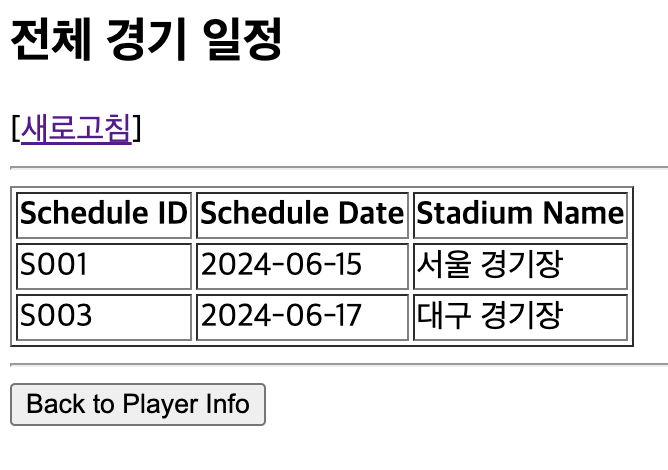 전체 경기 일정
[새로고침]
Schedule ID Schedule Date Stadium Name
S001 2024-06-15 서울 경기장
S003 2024-06-17 대구 경기장
Back to Player Info